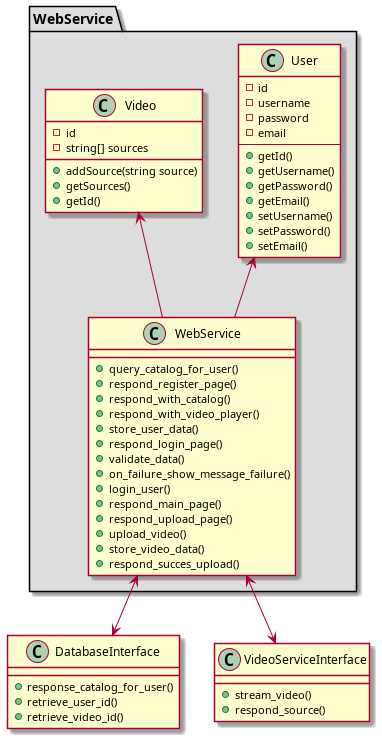 WebService
C User
id
username
password
email
getId()
getUsername()
getPassword()
getEmail()
setUsername()
setPassword()
setEmail()
C Video
id
string[] sources
addSource(string source)
getSources()
getId()
C WebService
query_catalog_for_user()
respond_register_page()
respond_with_catalog()
respond_with_video_player()
store_user_data()
respond_login_page()
validate_data()
on_failure_show_message_failure()
login_user()
respond_main_page()
respond_upload_page()
upload_video()
store_video_data()
respond_succes_upload()
C DatabaseInterface
response_catalog_for_user()
retrieve_user_id()
retrieve_video_id()
C VideoServiceInterface
stream_video()
respond_source()